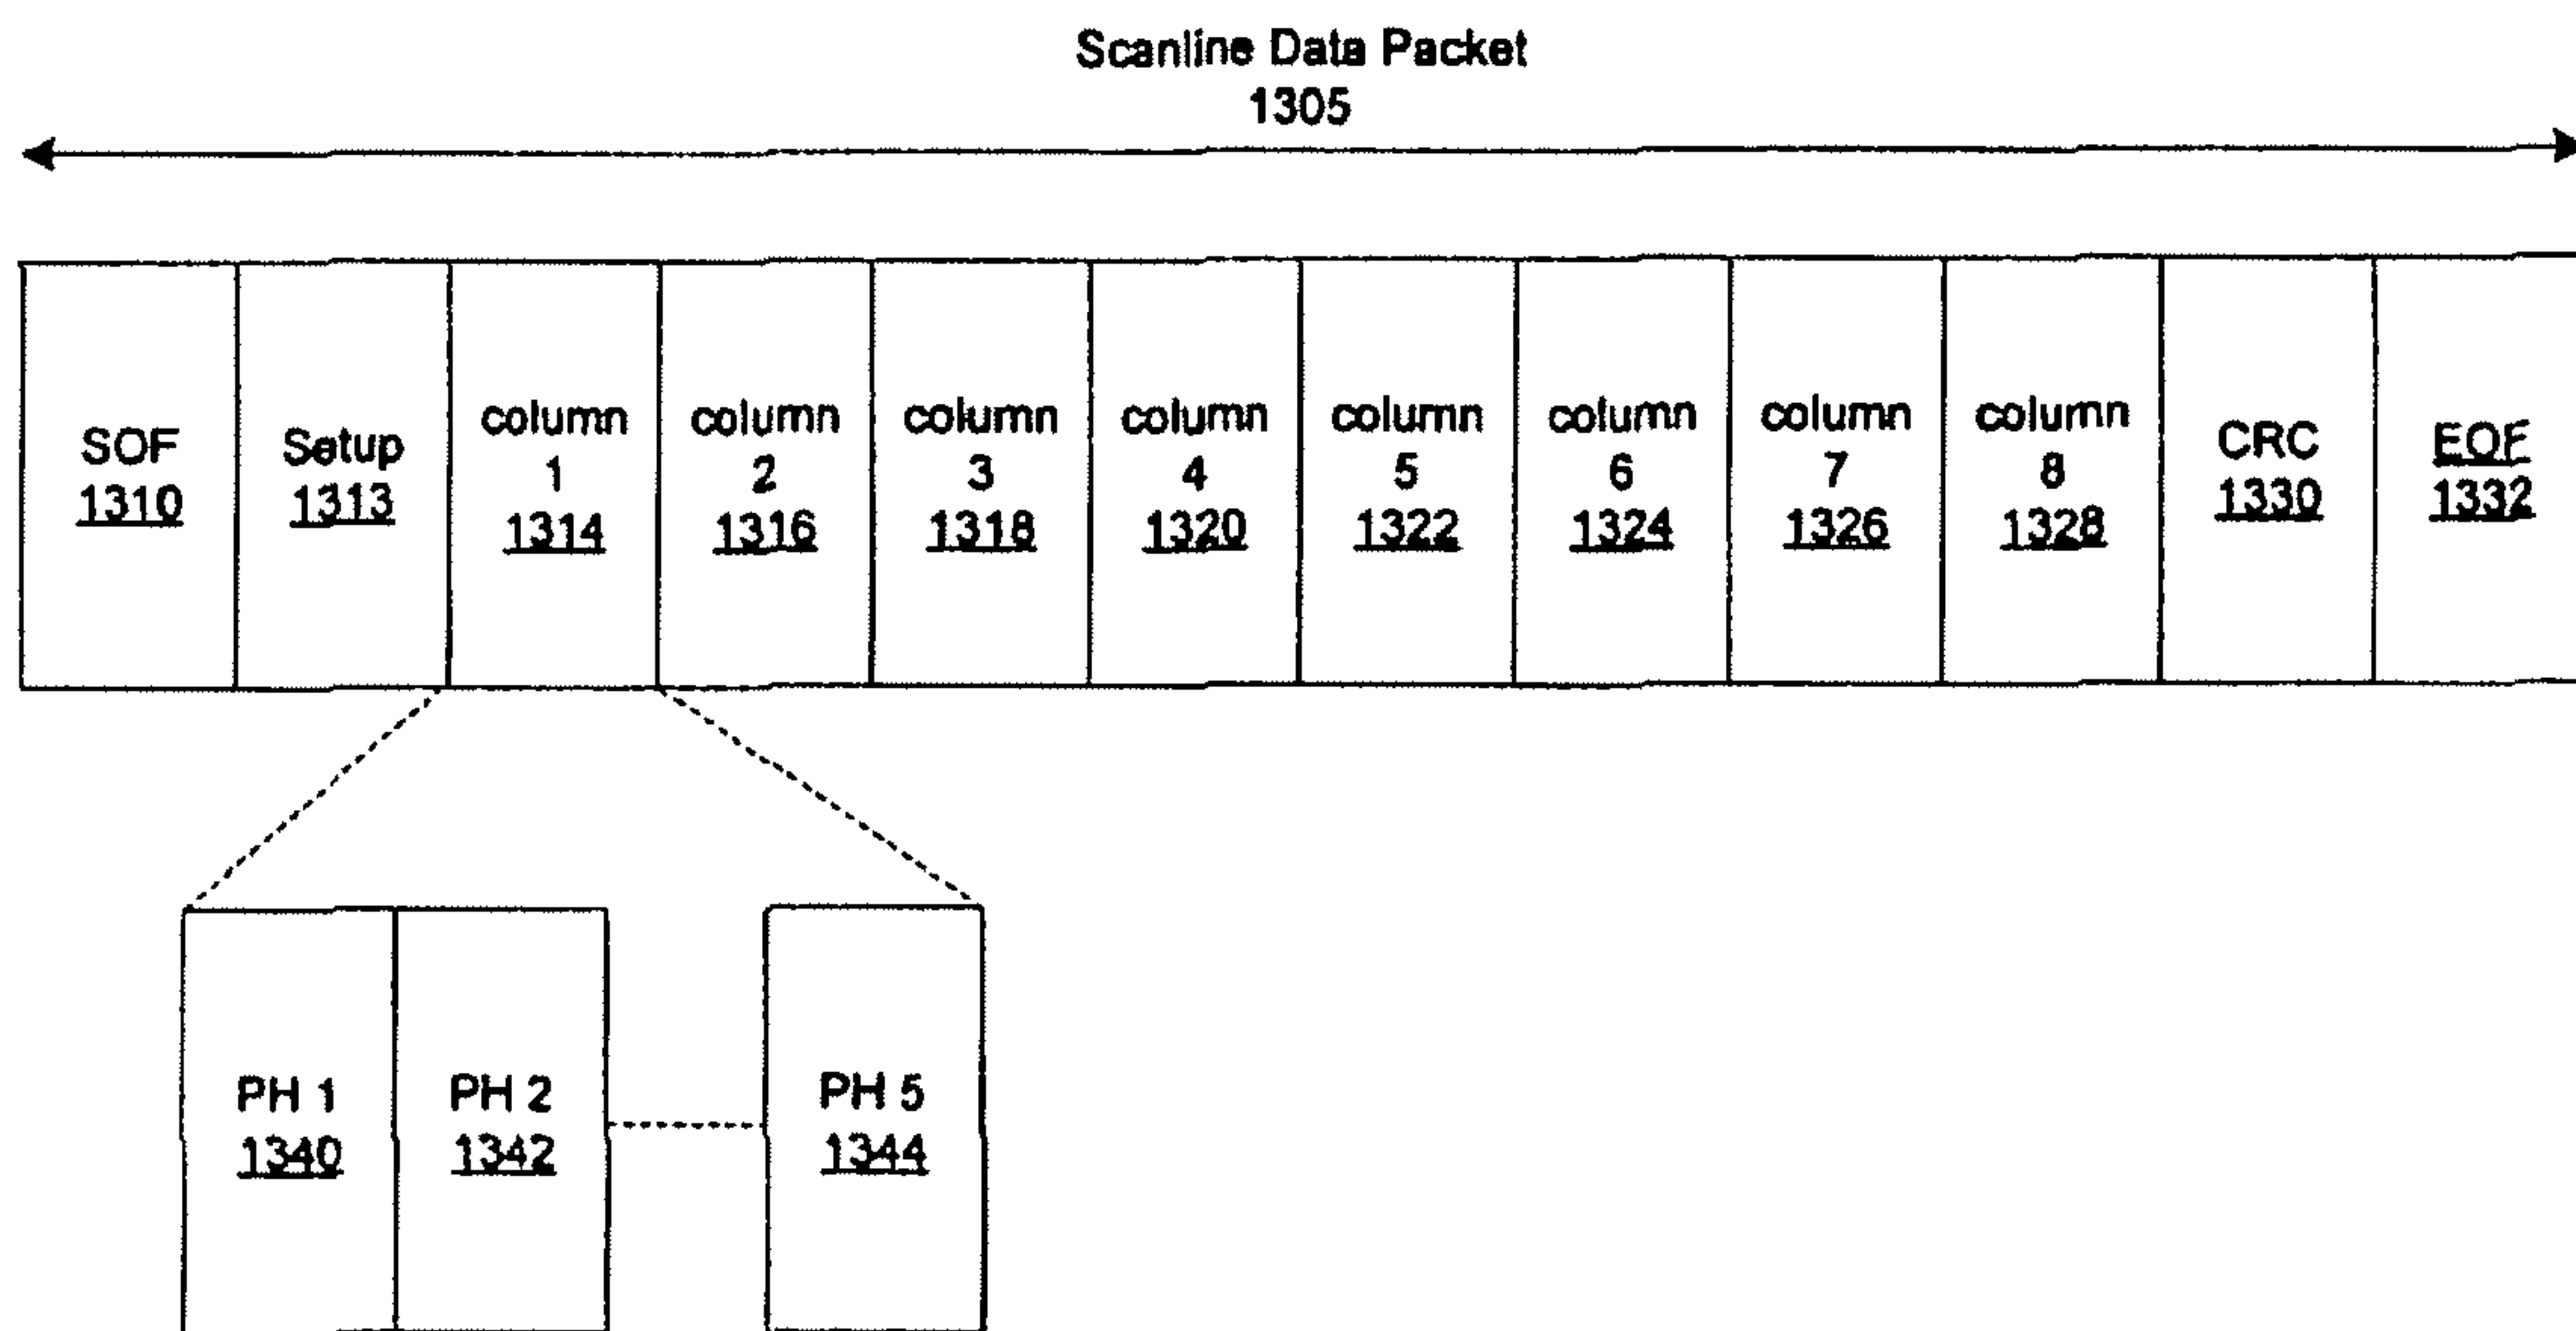 Scanline Data Packet
1305
SOF
1310
Setup
1313
column
1
1314
column
2
1316
column
3
1318
column
4
1320
column
5
1322
column
6
1324
column
7
1326
column
8
1328
CRC
1330
EOF
1332
PH 1
1340
PH 2
1342
PH 5
1344